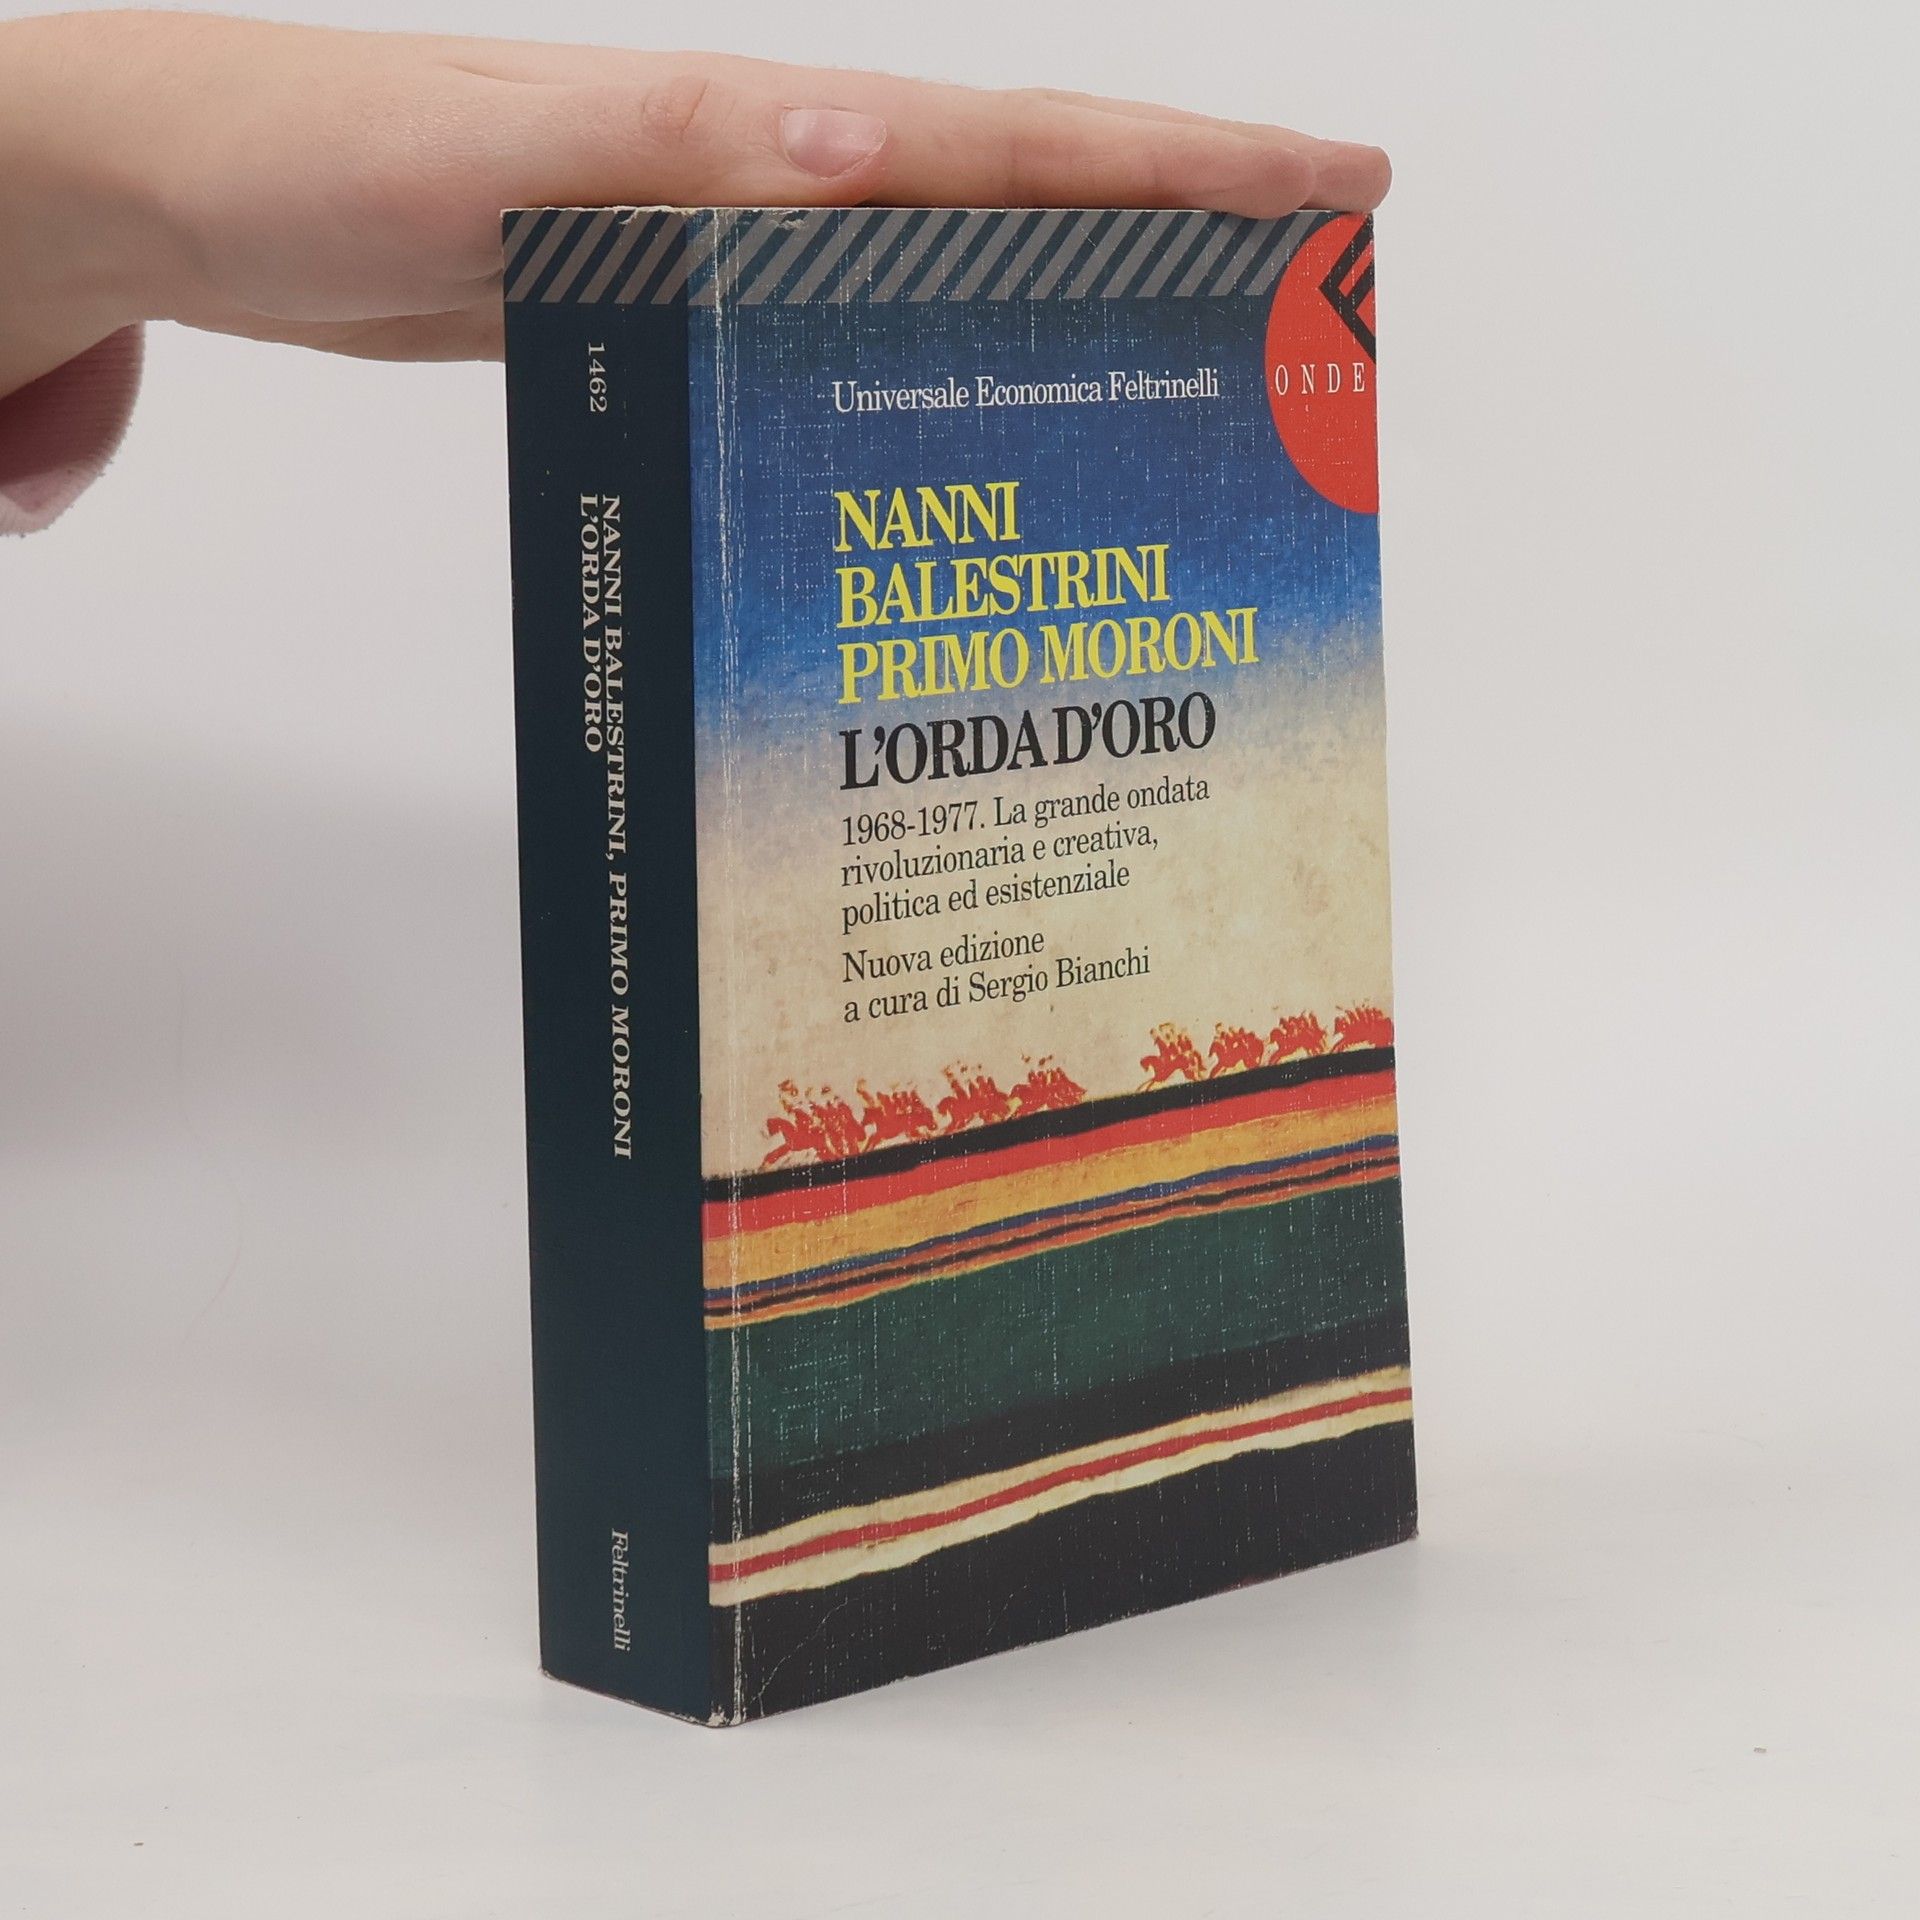 1462
NANNI BALESTRINI, PRIMO MORONI
L'ORDA D'ORO
Feltrinelli
Universale Economica Feltrinelli
ONDE
NANNI
BALESTRINI
PRIMO MORONI
L'ORDA D'ORO
1968-1977. La grande ondata
rivoluzionaria e creativa,
politica ed esistenziale
Nuova edizione
a cura di Sergio Bianchi